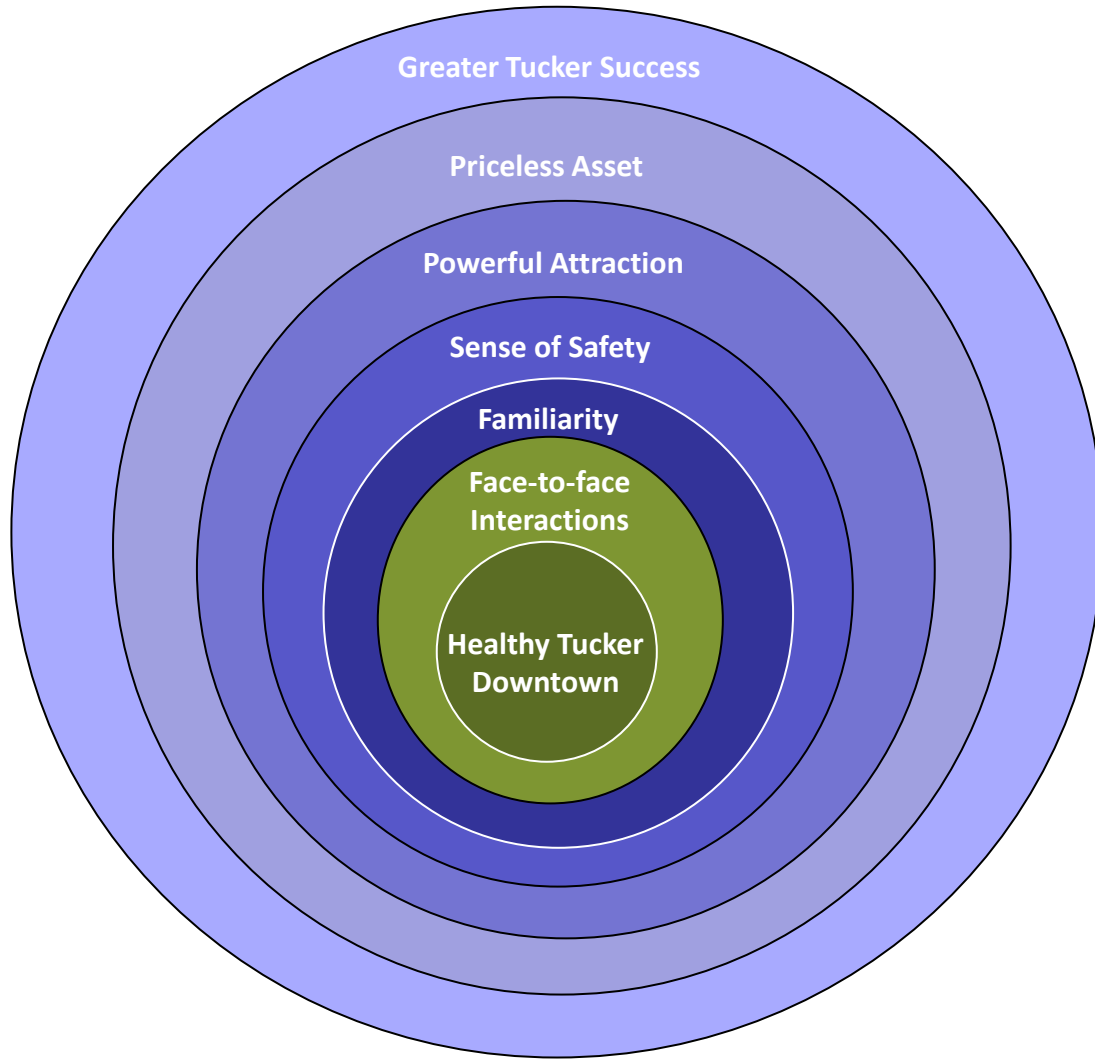 Greater Tucker Success
Priceless Asset
Powerful Attraction
Sense of Safety
Familiarity
Face-to-face
Interactions
Healthy Tucker
Downtown